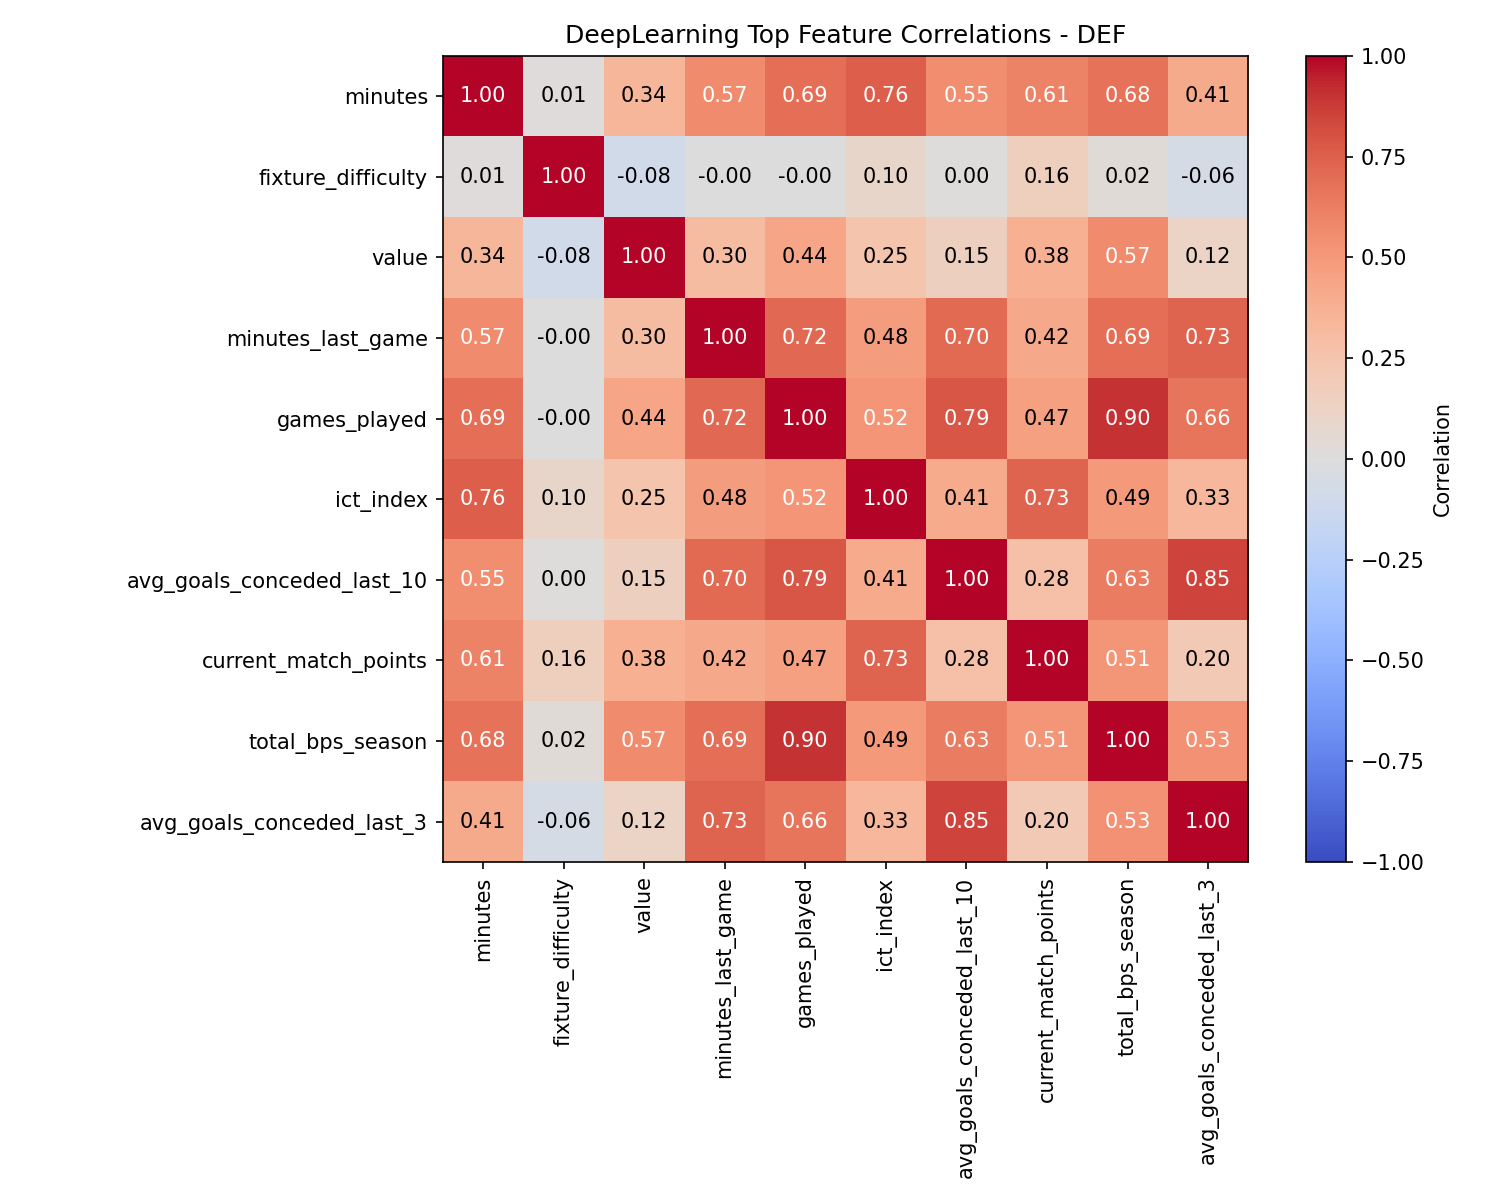 DeepLearning Top Feature Correlations - DEF
minutes 1.00 0.01 0.34 0.57 0.69 0.76 0.55 0.61 0.68 0.41
fixture_difficulty 0.01 1.00 -0.08 -0.00 -0.00 0.10 0.00 0.16 0.02 -0.06
value 0.34 -0.08 1.00 0.30 0.44 0.25 0.15 0.38 0.57 0.12
minutes_last_game 0.57 -0.00 0.30 1.00 0.72 0.48 0.70 0.42 0.69 0.73
games_played 0.69 -0.00 0.44 0.72 1.00 0.52 0.79 0.47 0.90 0.66
ict_index 0.76 0.10 0.25 0.48 0.52 1.00 0.41 0.73 0.49 0.33
avg_goals_conceded_last_10 0.55 0.00 0.15 0.70 0.79 0.41 1.00 0.28 0.63 0.85
current_match_points 0.61 0.16 0.38 0.42 0.47 0.73 0.28 1.00 0.51 0.20
total_bps_season 0.68 0.02 0.57 0.69 0.90 0.49 0.63 0.51 1.00 0.53
avg_goals_conceded_last_3 0.41 -0.06 0.12 0.73 0.66 0.33 0.85 0.20 0.53 1.00
minutes
fixture_difficulty
value
minutes_last_game
games_played
ict_index
avg_goals_conceded_last_10
current_match_points
total_bps_season
avg_goals_conceded_last_3
1.00
0.75
0.50
0.25
0.00
−0.25
−0.50
−0.75
−1.00
Correlation